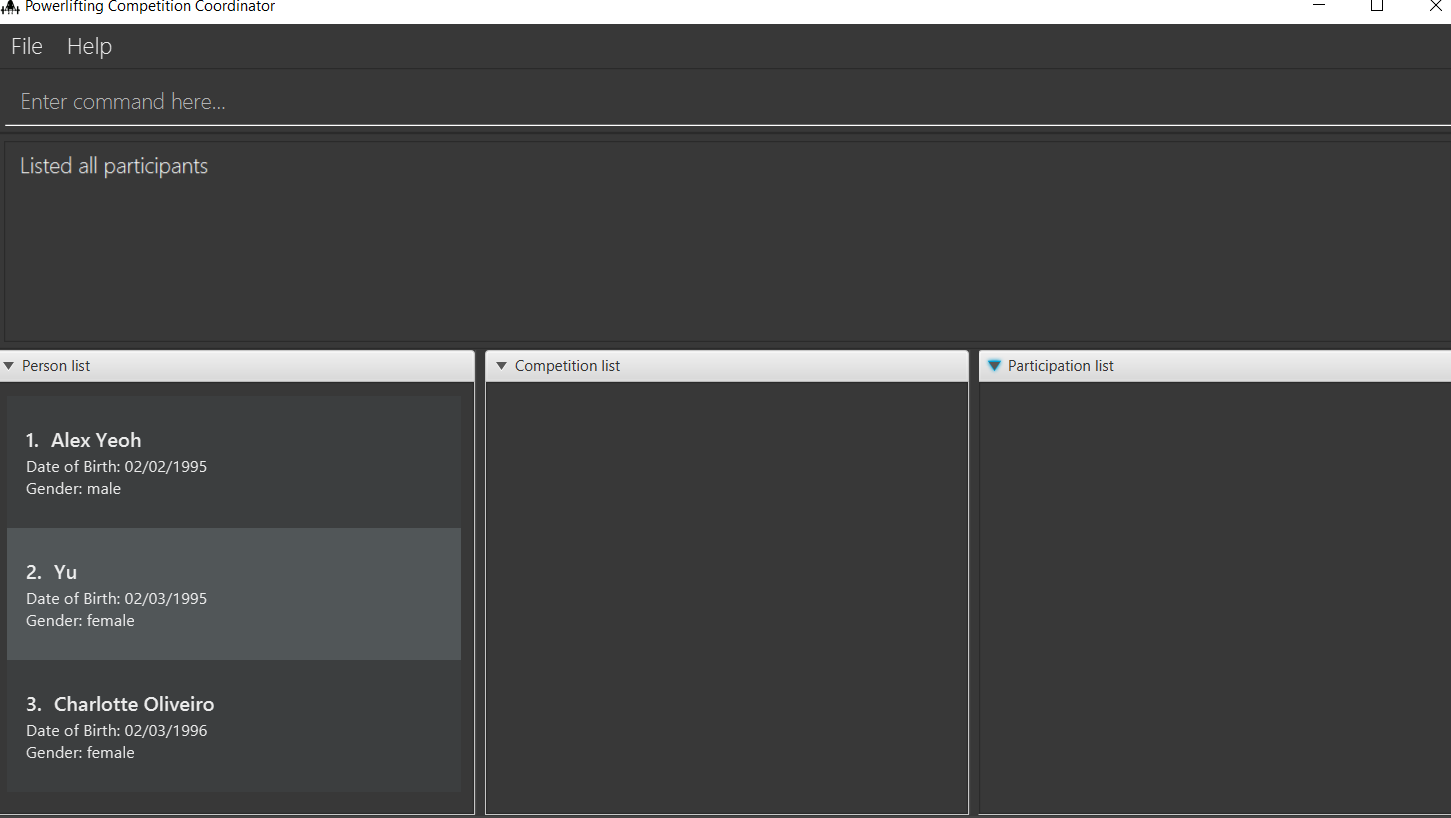 Powerlifting Competition Coordinator
File Help
Enter command here...
Listed all participants
Person list
Competition list
Participation list
1. Alex Yeoh
Date of Birth: 02/02/1995
Gender: male
2. Yu
Date of Birth: 02/03/1995
Gender: female
3. Charlotte Oliveiro
Date of Birth: 02/03/1996
Gender: female